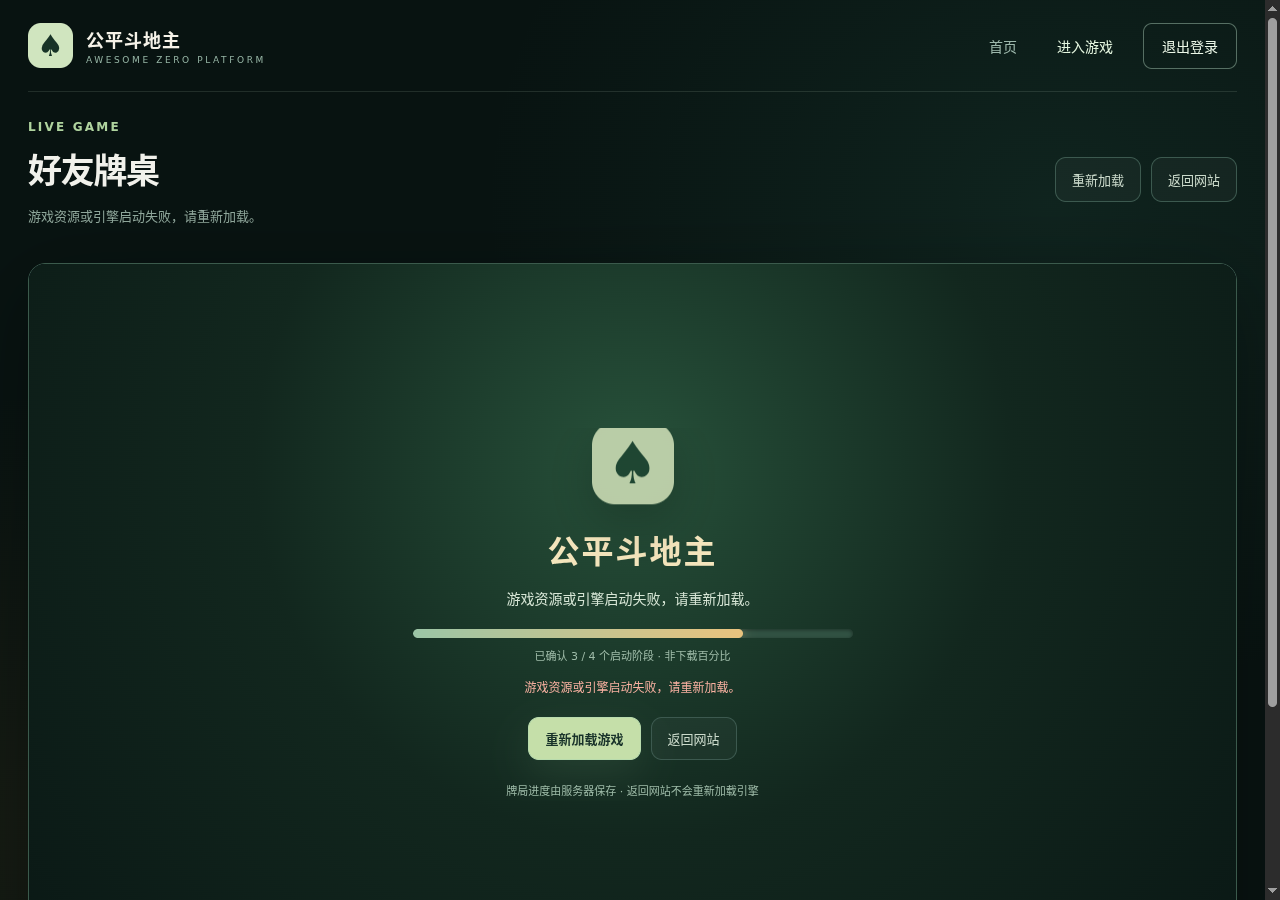 公平斗地主
AWESOME ZERO PLATFORM
首页
进入游戏
退出登录
LIVE GAME
好友牌桌
游戏资源或引擎启动失败，请重新加载。
重新加载
返回网站
公平斗地主
游戏资源或引擎启动失败，请重新加载。
已确认 3 / 4 个启动阶段 · 非下载百分比
游戏资源或引擎启动失败，请重新加载。
重新加载游戏
返回网站
牌局进度由服务器保存 · 返回网站不会重新加载引擎